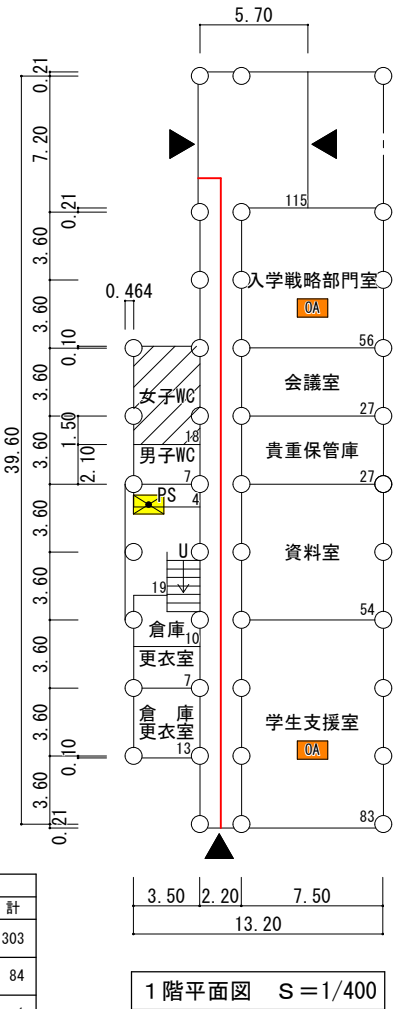 5.70
0.21
7.20
0.21
115
3.60
入学戦略部門室
OA
0.464
3.60
0.10
56
3.60
会議室
女子WC
1.50
27
18
男子WC
貴重保管庫
3.60
2.10
39.60
7
27
PS
4
3.60
U
資料室
19
3.60
倉庫
54
10
更衣室
3.60
7
倉 庫
更衣室
学生支援室
OA
13
0.10
3.60
83
0.21
3.50
2.20
7.50
13.20
計
303
84
1階平面図 S=1/400